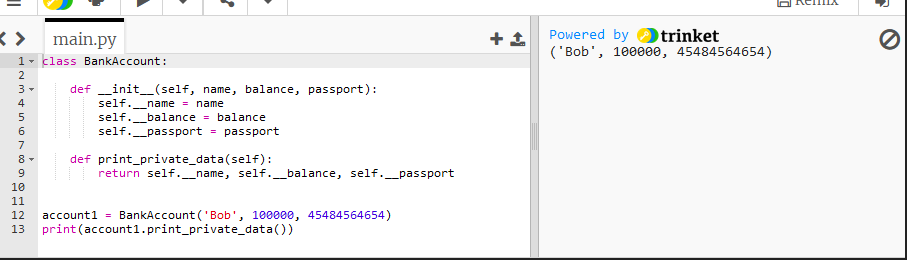 Remix
main.py
Powered by trinket
('Bob', 100000, 45484564654)
1 class BankAccount:
2
3     def __init__(self, name, balance, passport):
4         self.__name = name
5         self.__balance = balance
6         self.__passport = passport
7
8     def print_private_data(self):
9         return self.__name, self.__balance, self.__passport
10
11
12 account1 = BankAccount('Bob', 100000, 45484564654)
13 print(account1.print_private_data())